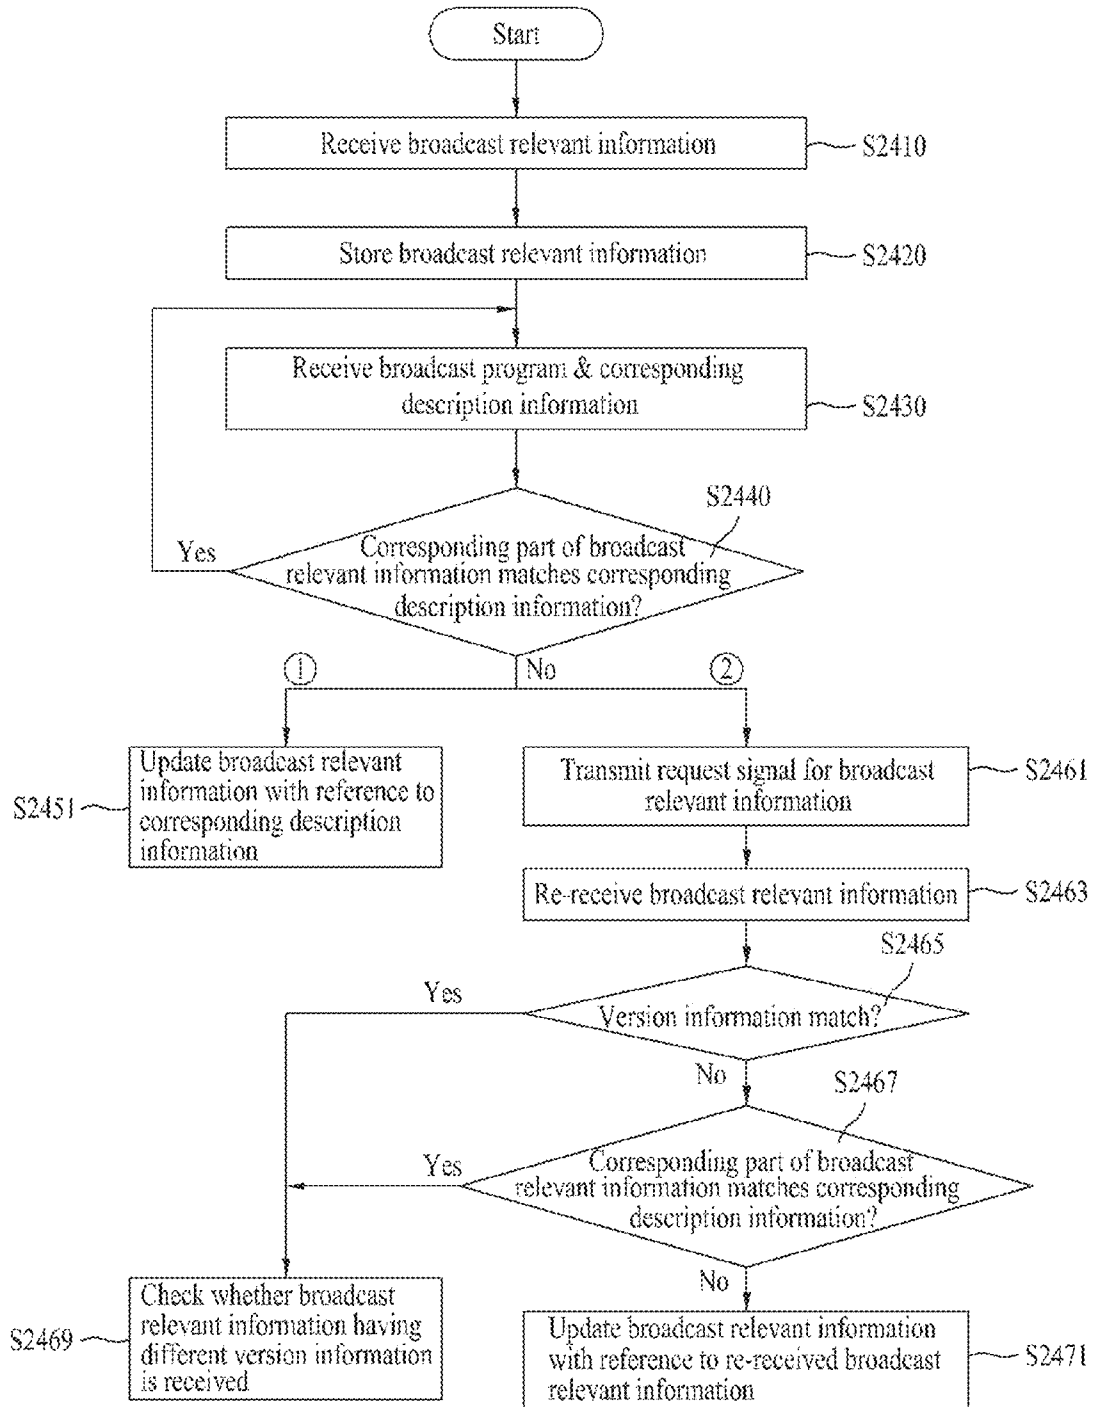 Start
Receive broadcast relevant information
S2410
Store broadcast relevant information
S2420
Receive broadcast program & corresponding
description information
S2430
S2440
Yes
Corresponding part of broadcast
relevant information matches corresponding
description information?
1
No
2
Update broadcast relevant
information with reference to
corresponding description
information
S2451
Transmit request signal for broadcast
relevant information
S2461
Re-receive broadcast relevant information
S2463
S2465
Yes
Version information match?
No
S2467
Yes
Corresponding part of broadcast
relevant information matches corresponding
description information?
No
Check whether broadcast
relevant information having
different version information
is received
S2469
Update broadcast relevant information
with reference to re-received broadcast
relevant information
S2471